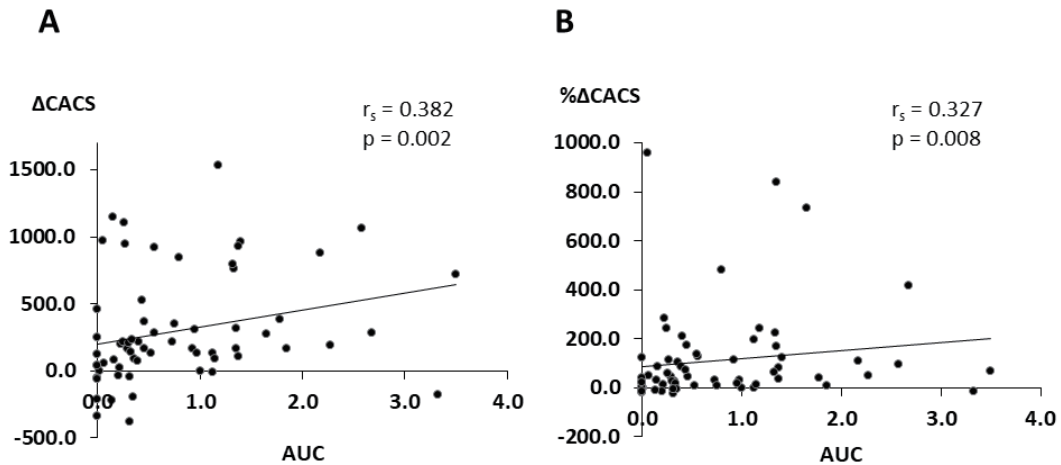 A
ΔCACS
rs = 0.382
p = 0.002
1500.0
1000.0
500.0
0.0
-500.0
0.0 1.0 2.0 3.0 4.0
AUC
B
%ΔCACS
rs = 0.327
p = 0.008
1000.0
800.0
600.0
400.0
200.0
0.0
-200.0
0.0 1.0 2.0 3.0 4.0
AUC